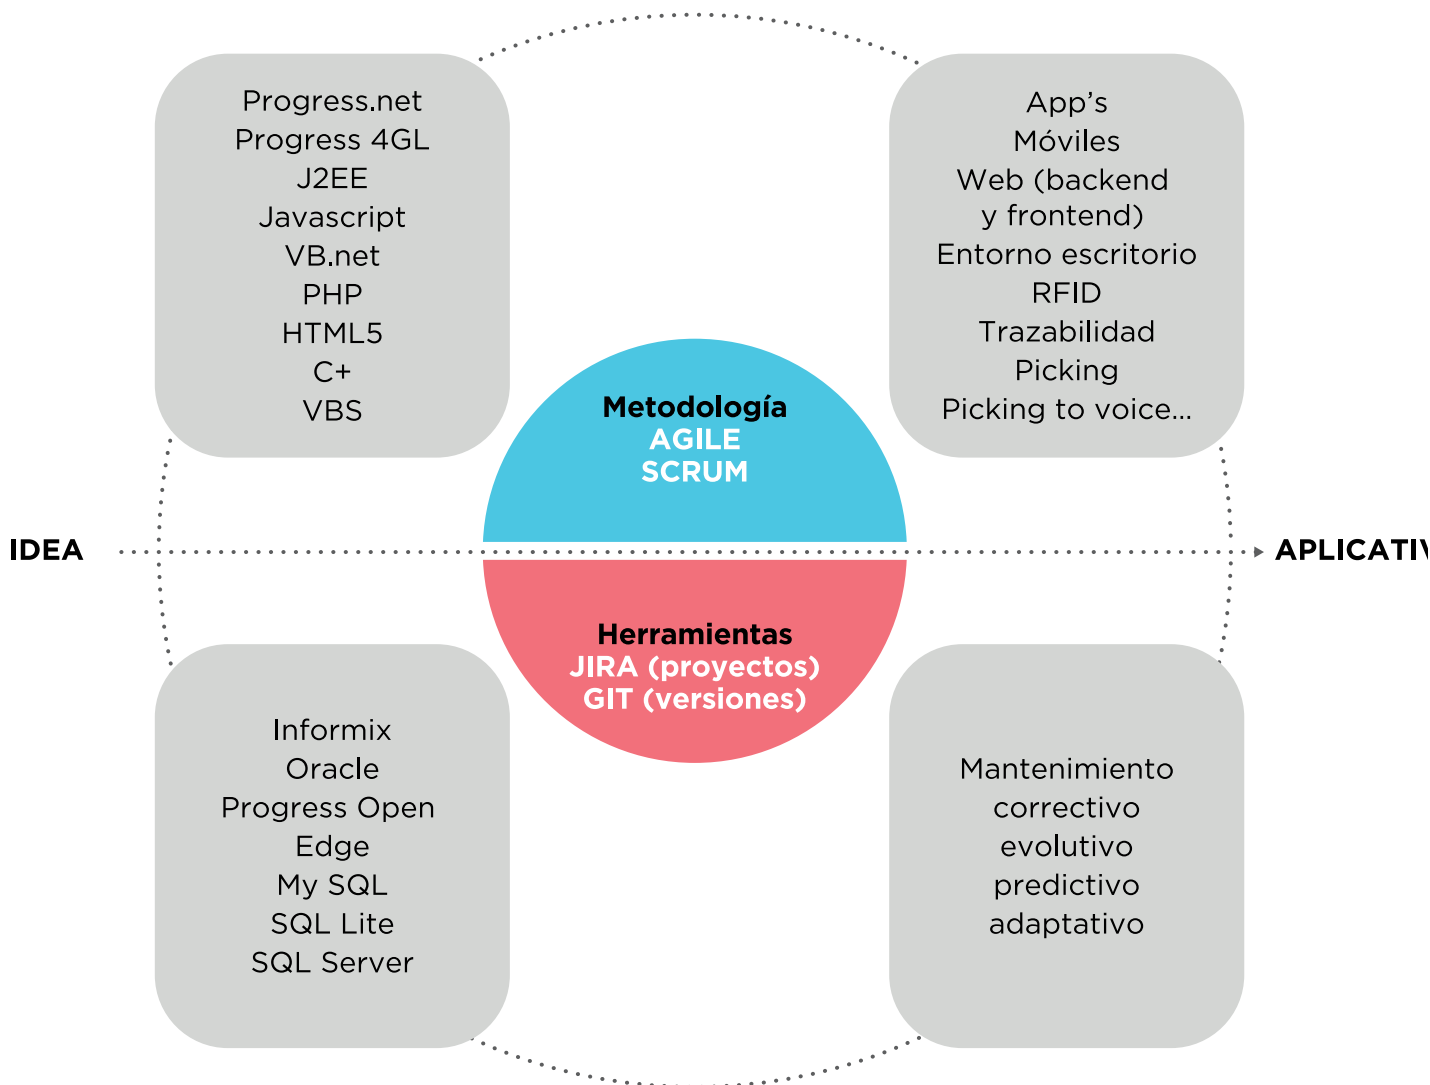 Progress.net
Progress 4GL
J2EE
Javascript
VB.net
PHP
HTML5
C+
VBS
App's
Móviles
Web (backend
y frontend)
Entorno escritorio
RFID
Trazabilidad
Picking
Picking to voice...
Metodología
AGILE
SCRUM
IDEA
APLICATIV
Herramientas
JIRA (proyectos)
GIT (versiones)
Informix
Oracle
Progress Open
Edge
My SQL
SQL Lite
SQL Server
Mantenimiento
correctivo
evolutivo
predictivo
adaptativo